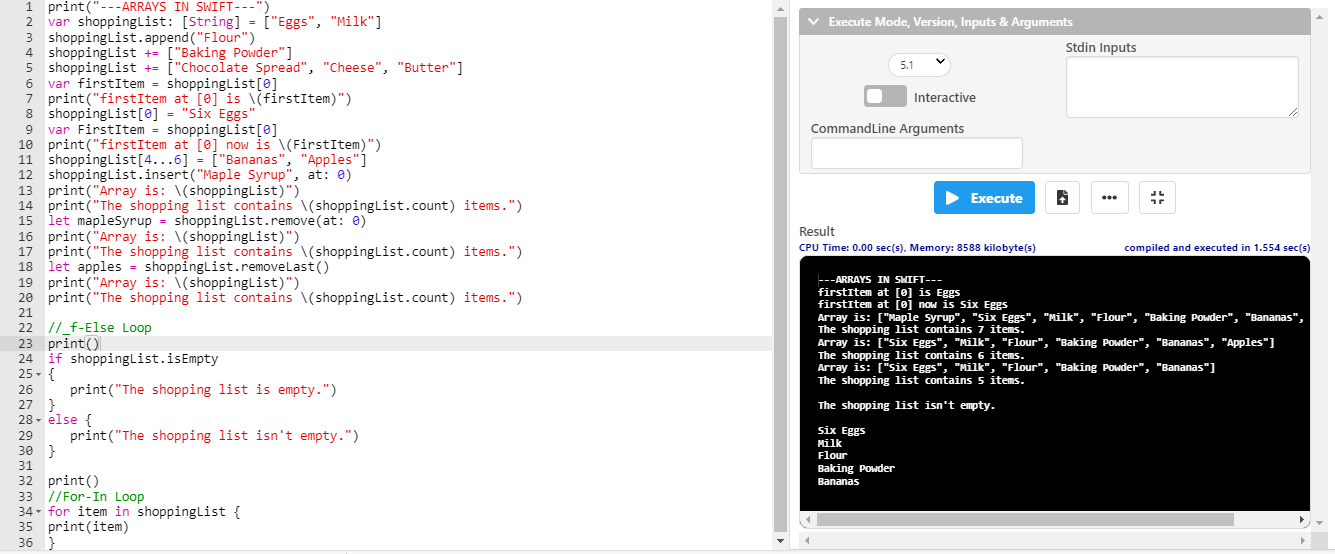 1 print("---ARRAYS IN SWIFT---")
2 var shoppingList: [String] = ["Eggs", "Milk"]
3 shoppingList.append("Flour")
4 shoppingList += ["Baking Powder"]
5 shoppingList += ["Chocolate Spread", "Cheese", "Butter"]
6 var firstItem = shoppingList[0]
7 print("firstItem at [0] is \(firstItem)")
8 shoppingList[0] = "Six Eggs"
9 var FirstItem = shoppingList[0]
10 print("firstItem at [0] now is \(FirstItem)")
11 shoppingList[4...6] = ["Bananas", "Apples"]
12 shoppingList.insert("Maple Syrup", at: 0)
13 print("Array is: \(shoppingList)")
14 print("The shopping list contains \(shoppingList.count) items.")
15 let mapleSyrup = shoppingList.remove(at: 0)
16 print("Array is: \(shoppingList)")
17 print("The shopping list contains \(shoppingList.count) items.")
18 let apples = shoppingList.removeLast()
19 print("Array is: \(shoppingList)")
20 print("The shopping list contains \(shoppingList.count) items.")
21
22 //_f-Else Loop
23 print()
24 if shoppingList.isEmpty
25 {
26 print("The shopping list is empty.")
27 }
28 else {
29 print("The shopping list isn't empty.")
30 }
31
32 print()
33 //For-In Loop
34 for item in shoppingList {
35 print(item)
36 }
Execute Mode, Version, Inputs & Arguments
5.1
Interactive
Stdin Inputs
CommandLine Arguments
Execute
Result
CPU Time: 0.00 sec(s), Memory: 8588 kilobyte(s)
compiled and executed in 1.554 sec(s)
---ARRAYS IN SWIFT---
firstItem at [0] is Eggs
firstItem at [0] now is Six Eggs
Array is: ["Maple Syrup", "Six Eggs", "Milk", "Flour", "Baking Powder", "Bananas",
The shopping list contains 7 items.
Array is: ["Six Eggs", "Milk", "Flour", "Baking Powder", "Bananas", "Apples"]
The shopping list contains 6 items.
Array is: ["Six Eggs", "Milk", "Flour", "Baking Powder", "Bananas"]
The shopping list contains 5 items.
The shopping list isn't empty.
Six Eggs
Milk
Flour
Baking Powder
Bananas